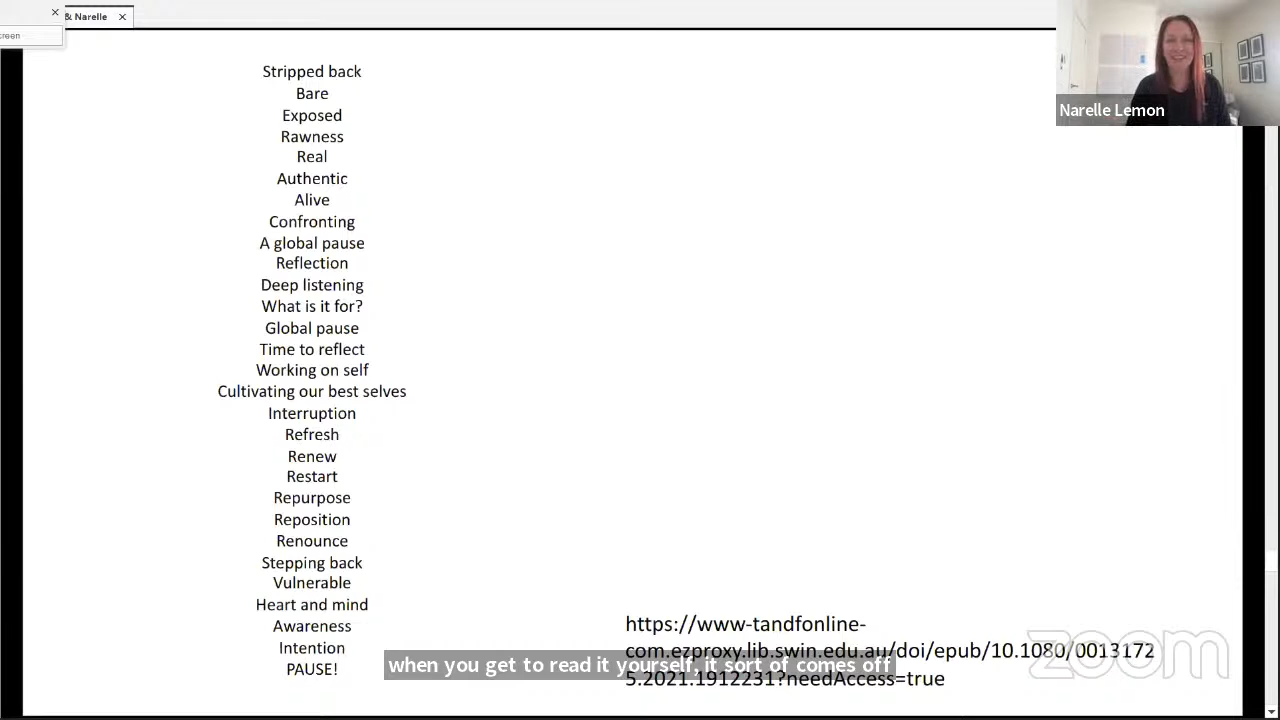 & Narelle
creen
Narelle Lemon
Stripped back
Bare
Exposed
Rawness
Real
Authentic
Alive
Confronting
A global pause
Reflection
Deep listening
What is it for?
Global pause
Time to reflect
Working on self
Cultivating our best selves
Interruption
Refresh
Renew
Restart
Repurpose
Reposition
Renounce
Stepping back
Vulnerable
Heart and mind
Awareness
Intention
PAUSE!
https://www-tandfonline-
com.ezproxy.lib.swin.edu.au/doi/epub/10.1080/0013172
5.2021.1912231?needAccess=true
when you get to read it yourself, it sort of comes off
zoom